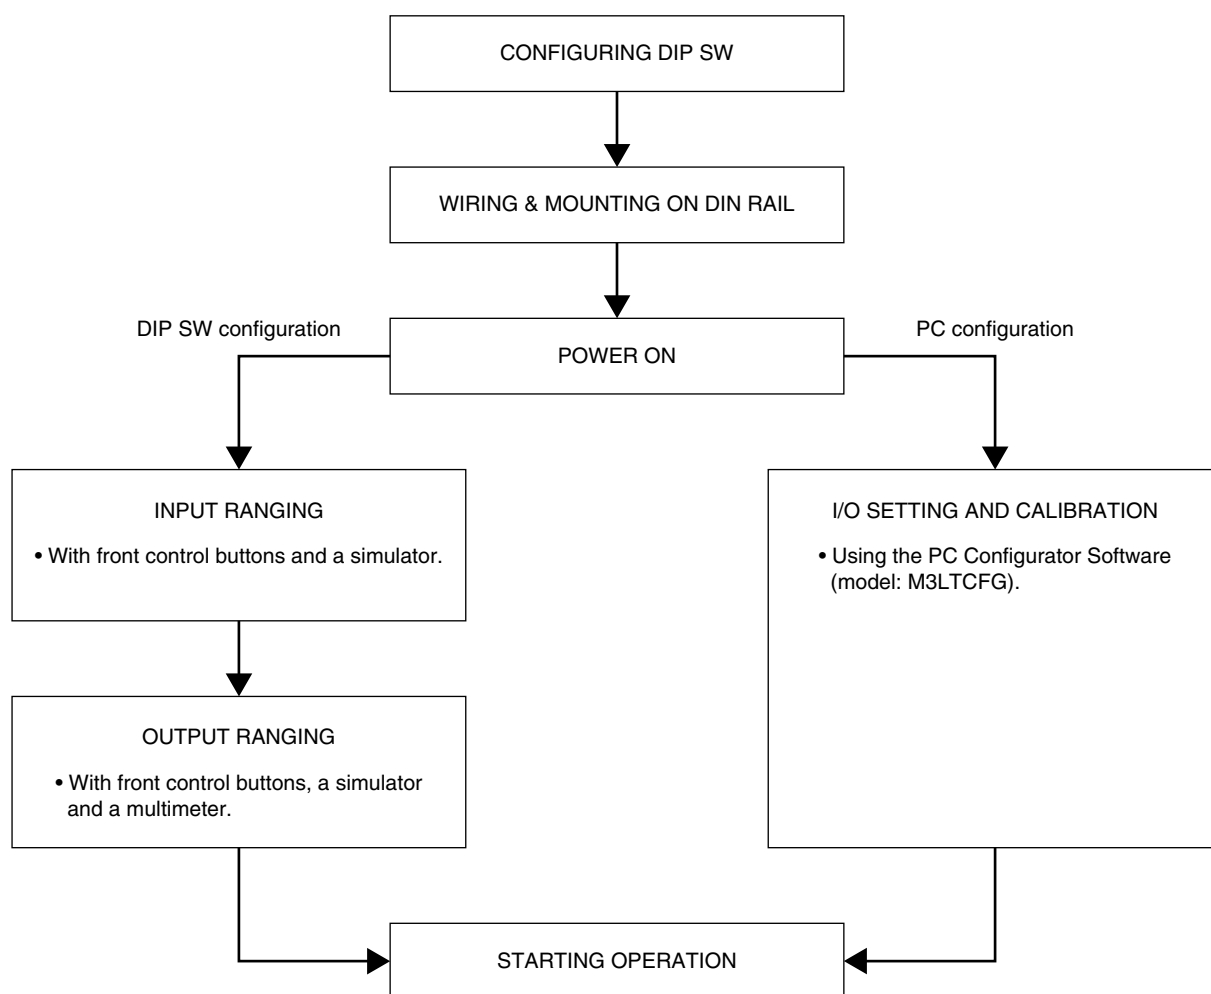 CONFIGURING DIP SW
WIRING & MOUNTING ON DIN RAIL
DIP SW configuration
PC configuration
POWER ON
INPUT RANGING
• With front control buttons and a simulator.
I/O SETTING AND CALIBRATION
• Using the PC Configurator Software
(model: M3LTCFG).
OUTPUT RANGING
• With front control buttons, a simulator
and a multimeter.
STARTING OPERATION